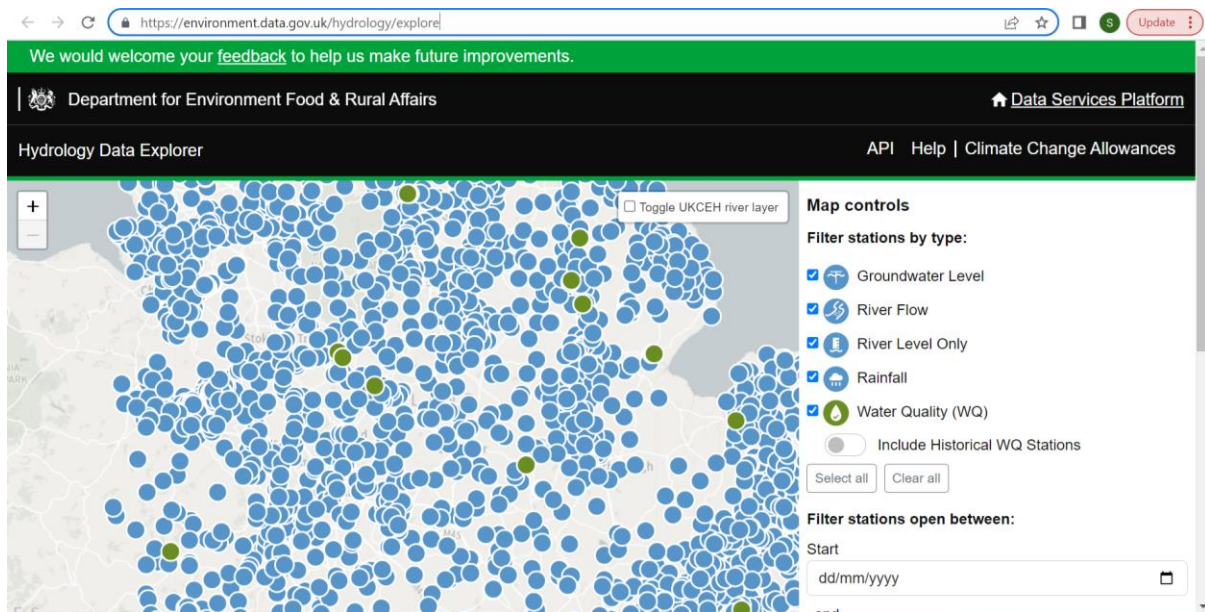 https://environment.data.gov.uk/hydrology/explore
S
Update
We would welcome your feedback to help us make future improvements.
Department for Environment Food & Rural Affairs
Data Services Platform
Hydrology Data Explorer
API Help | Climate Change Allowances
+
Toggle UKCEH river layer
Map controls
Filter stations by type:
Groundwater Level
River Flow
River Level Only
Rainfall
Water Quality (WQ)
Include Historical WQ Stations
Select all
Clear all
Filter stations open between:
Start
dd/mm/yyyy